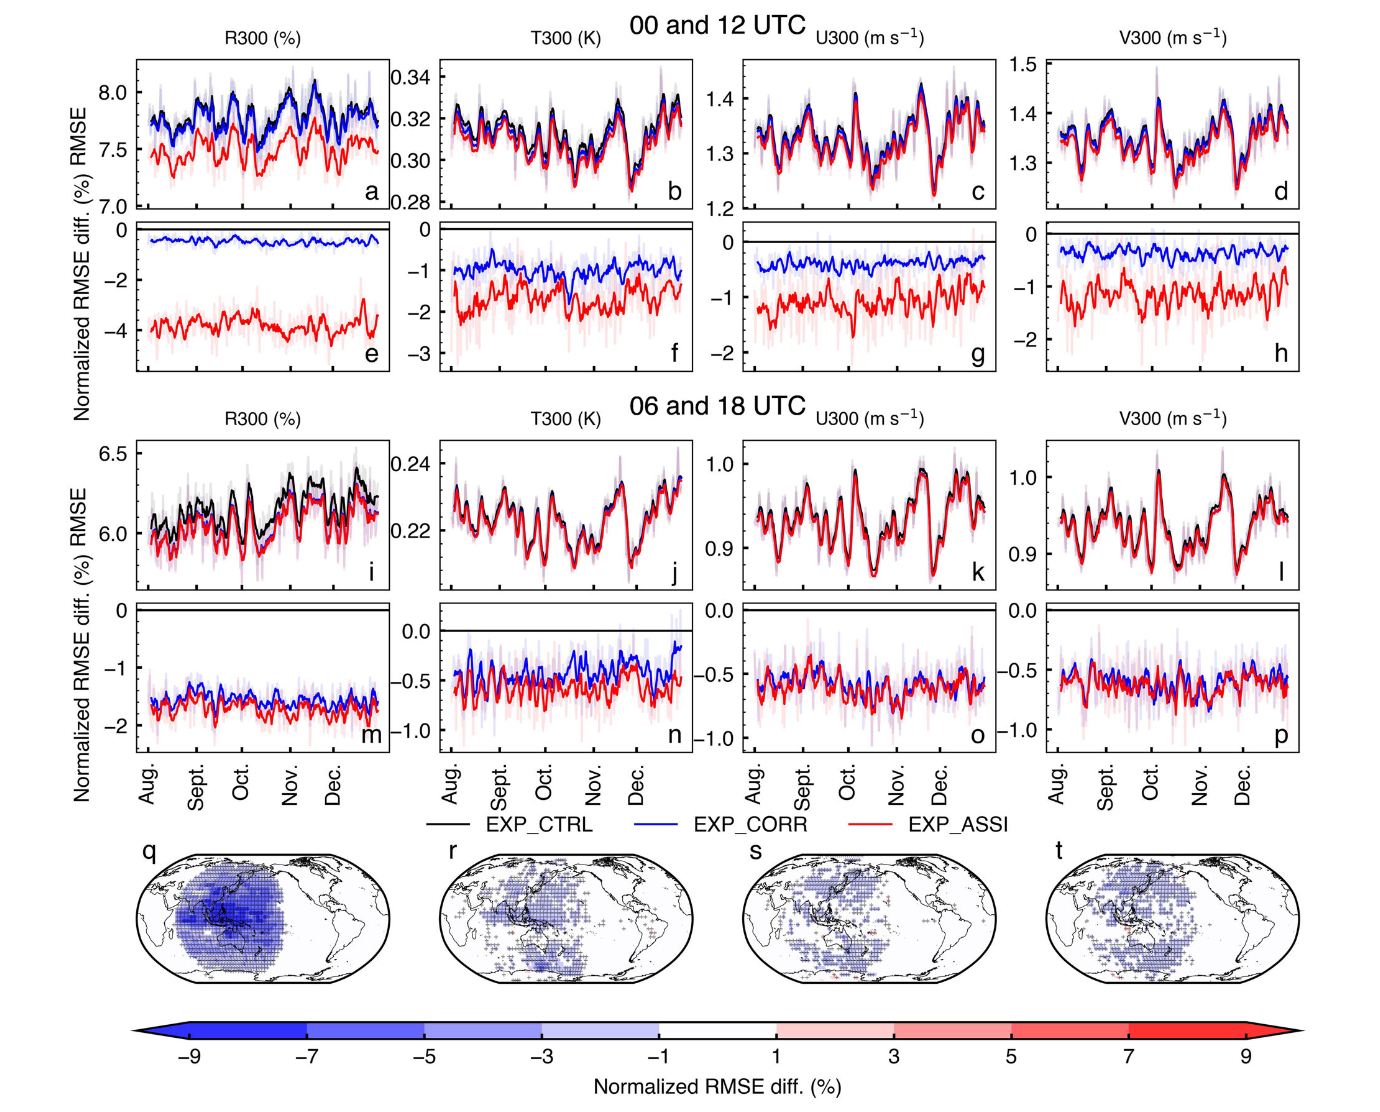 00 and 12 UTC
R300 (%)
T300 (K)
U300 (m s⁻¹)
V300 (m s⁻¹)
RMSE
8.0
7.5
7.0
a
0.34
0.32
0.30
0.28
b
1.4
1.3
1.2
c
1.5
1.4
1.3
d
Normalized RMSE diff. (%)
0
−2
−4
e
0
−1
−2
−3
f
0
−1
−2
g
0
−1
−2
h
06 and 18 UTC
R300 (%)
T300 (K)
U300 (m s⁻¹)
V300 (m s⁻¹)
RMSE
6.5
6.0
i
0.24
0.22
j
1.0
0.9
k
1.0
0.9
l
Normalized RMSE diff. (%)
0
−1
−2
m
0.0
−0.5
−1.0
n
0.0
−0.5
−1.0
o
0.0
−0.5
−1.0
p
Aug. Sept. Oct. Nov. Dec.
Aug. Sept. Oct. Nov. Dec.
Aug. Sept. Oct. Nov. Dec.
Aug. Sept. Oct. Nov. Dec.
EXP_CTRL EXP_CORR EXP_ASSI
q
r
s
t
−9 −7 −5 −3 −1 1 3 5 7 9
Normalized RMSE diff. (%)